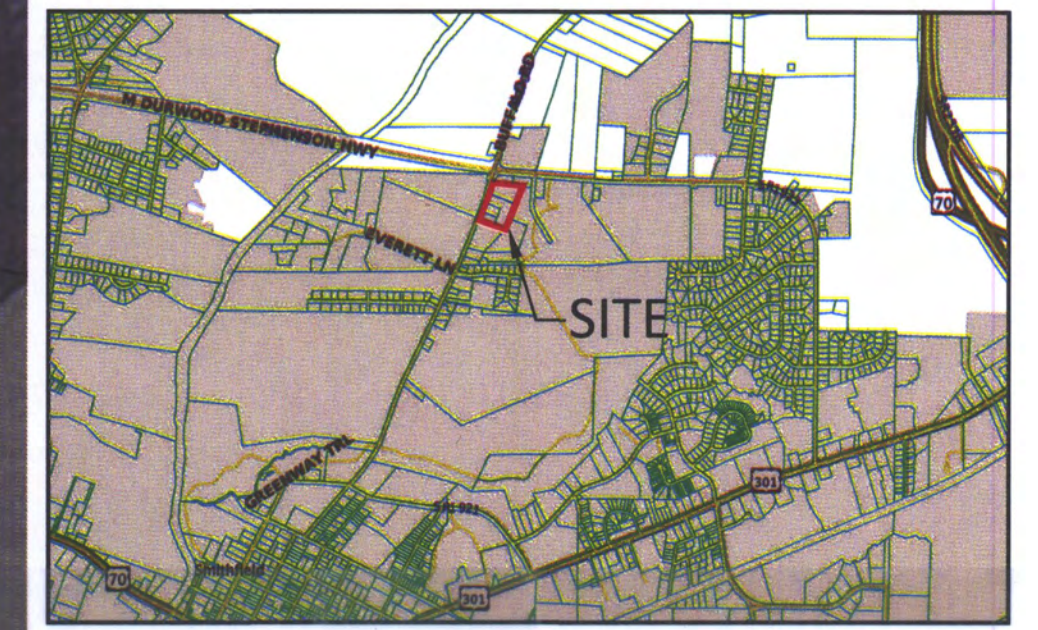 M DURWOOD STEPHENSON HWY
BUFFALO RD
70
EVERETT LN
SITE
GREENWAY TRL
301
Smithfield
70
301